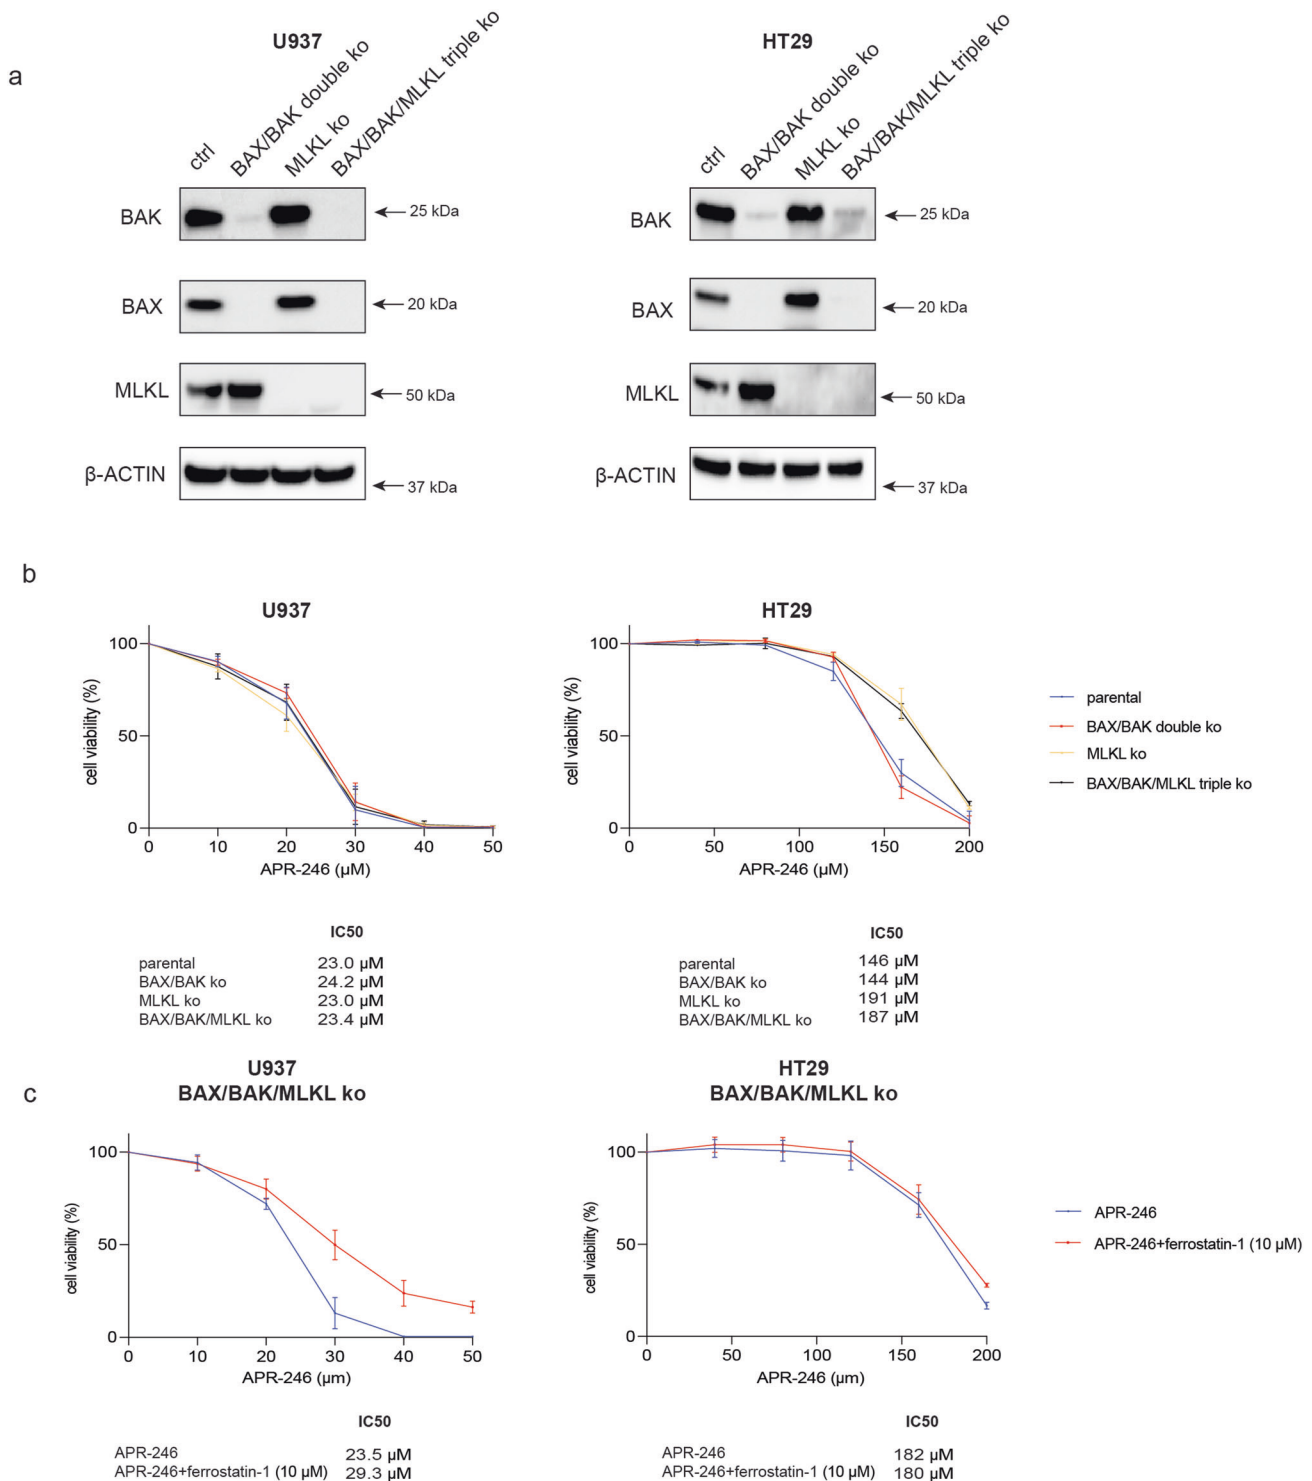 a
U937
ctrl
BAX/BAK double ko
MLKL ko
BAX/BAK/MLKL triple ko
BAK
25 kDa
BAX
20 kDa
MLKL
50 kDa
β-ACTIN
37 kDa
HT29
ctrl
BAX/BAK double ko
MLKL ko
BAX/BAK/MLKL triple ko
BAK
25 kDa
BAX
20 kDa
MLKL
50 kDa
β-ACTIN
37 kDa
b
U937
cell viability (%)
100
50
0
0 10 20 30 40 50
APR-246 (µM)
HT29
cell viability (%)
100
50
0
0 50 100 150 200
APR-246 (µM)
parental
BAX/BAK double ko
MLKL ko
BAX/BAK/MLKL triple ko
IC50
parental 23.0 µM
BAX/BAK ko 24.2 µM
MLKL ko 23.0 µM
BAX/BAK/MLKL ko 23.4 µM
IC50
parental 146 µM
BAX/BAK ko 144 µM
MLKL ko 191 µM
BAX/BAK/MLKL ko 187 µM
c
U937
BAX/BAK/MLKL ko
cell viability (%)
100
50
0
0 10 20 30 40 50
APR-246 (µm)
HT29
BAX/BAK/MLKL ko
cell viability (%)
100
50
0
0 50 100 150 200
APR-246 (µm)
APR-246
APR-246+ferrostatin-1 (10 µM)
IC50
APR-246 23.5 µM
APR-246+ferrostatin-1 (10 µM) 29.3 µM
IC50
APR-246 182 µM
APR-246+ferrostatin-1 (10 µM) 180 µM